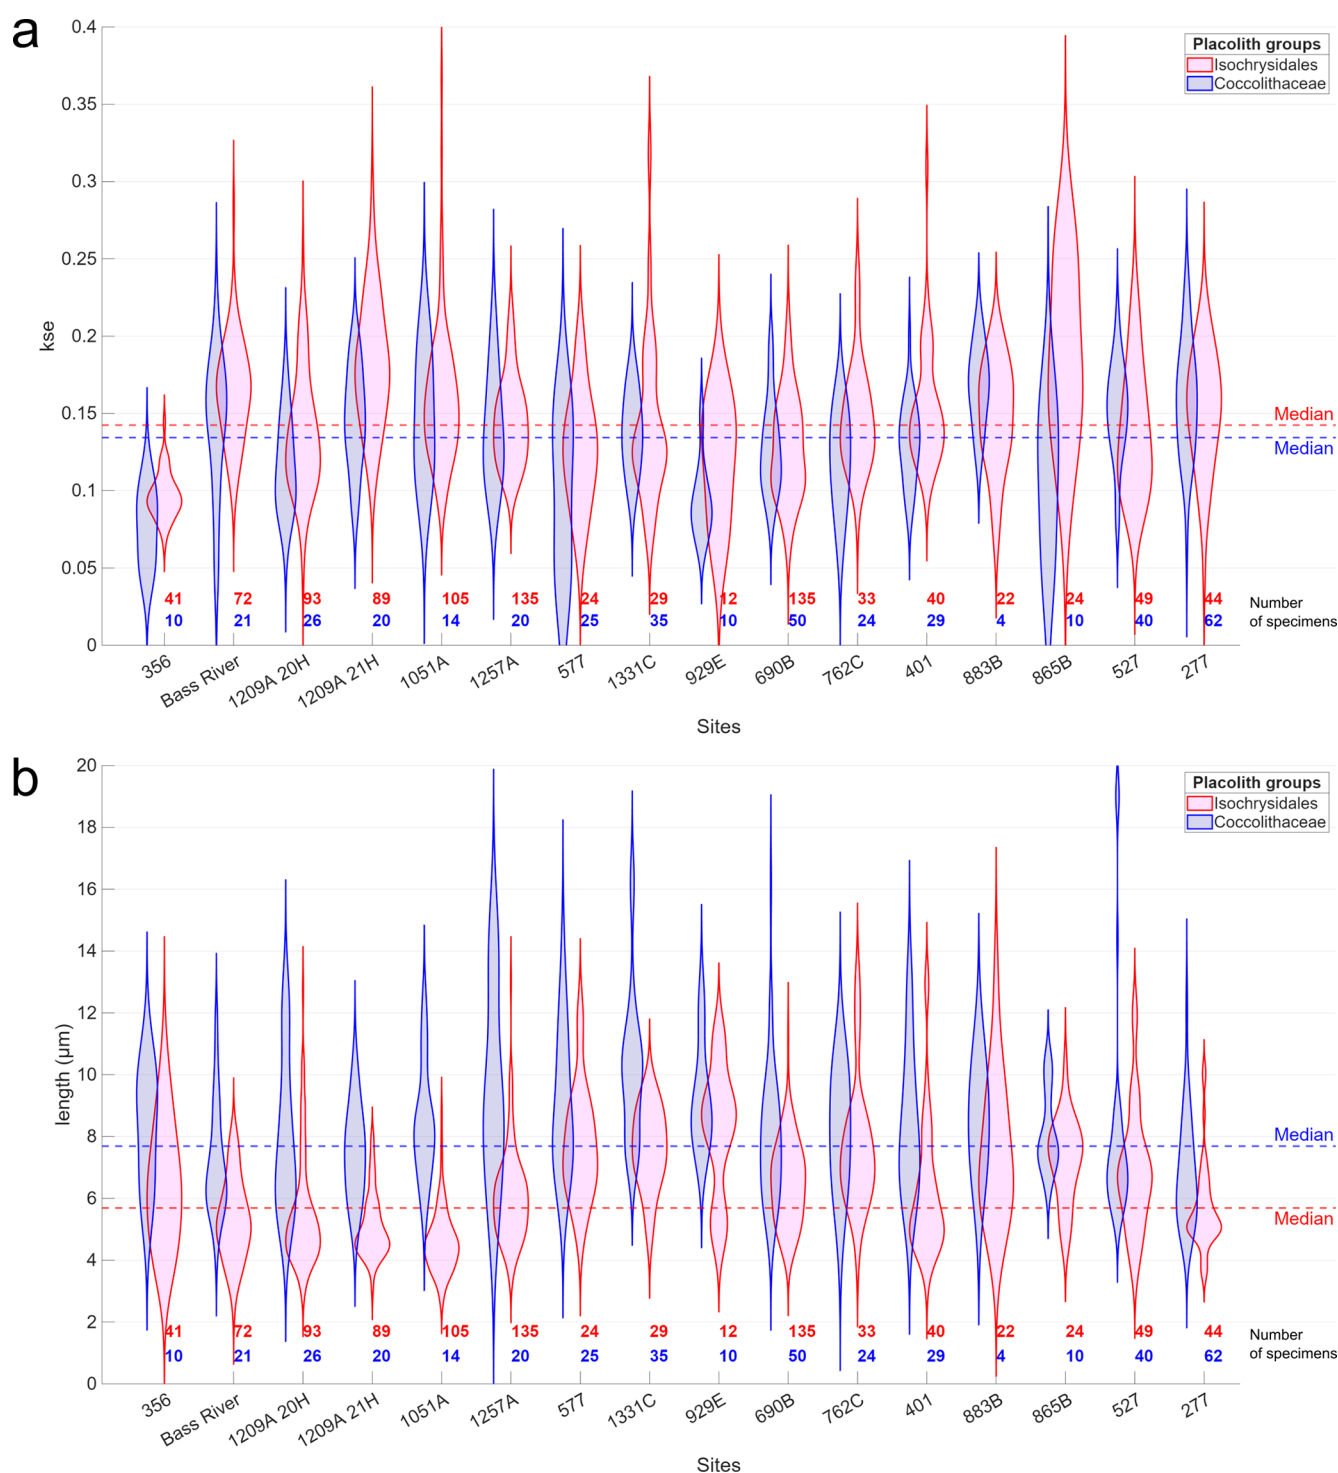 a
0.4
Placolith groups
Isochrysidales
Coccolithaceae
0.35
0.3
0.25
0.2
kse
0.15
Median
Median
0.1
0.05
41 72 93 89 105 135 24 29 12 135 33 40 22 24 49 44
10 21 26 20 14 20 25 35 10 50 24 29 4 10 40 62
Number
of specimens
0
356 Bass River 1209A 20H 1209A 21H 1051A 1257A 577 1331C 929E 690B 762C 401 883B 865B 527 277
Sites
b
20
Placolith groups
Isochrysidales
Coccolithaceae
18
16
14
12
10
length (μm)
8
Median
6
Median
4
2
41 72 93 89 105 135 24 29 12 135 33 40 22 24 49 44
10 21 26 20 14 20 25 35 10 50 24 29 4 10 40 62
Number
of specimens
0
356 Bass River 1209A 20H 1209A 21H 1051A 1257A 577 1331C 929E 690B 762C 401 883B 865B 527 277
Sites